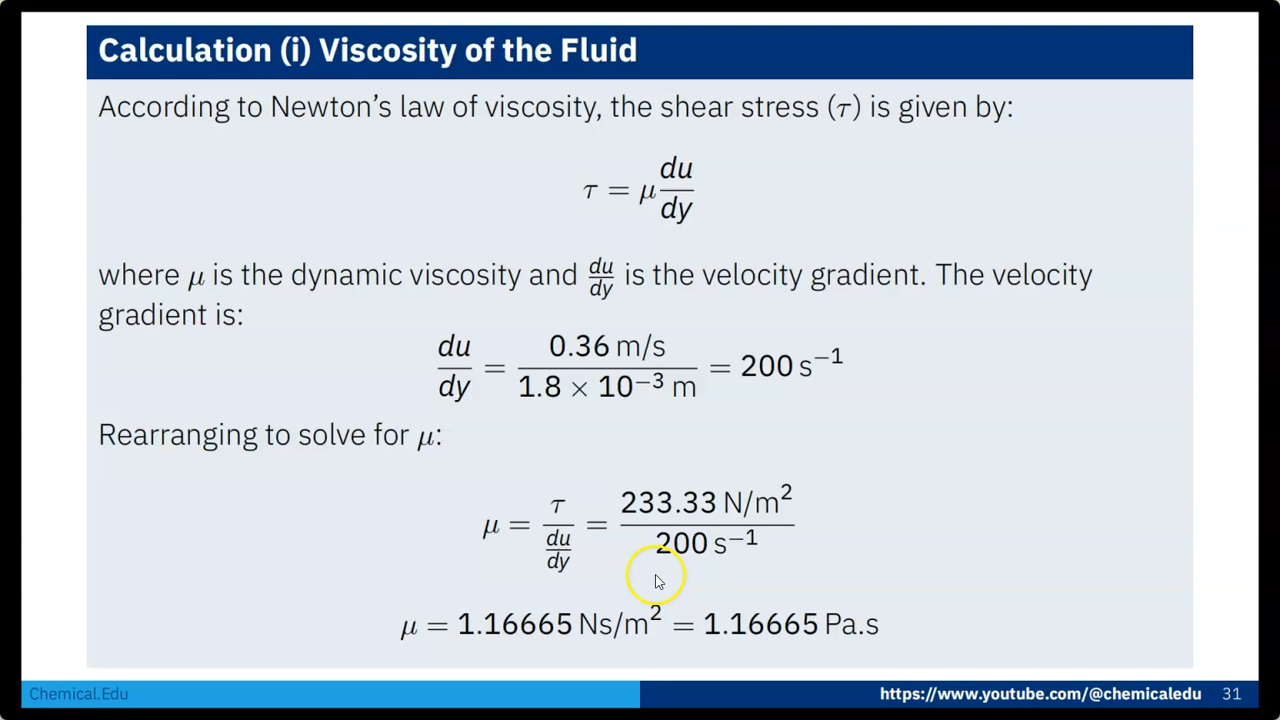 Calculation (i) Viscosity of the Fluid
According to Newton's law of viscosity, the shear stress (τ) is given by:
τ = μ du/dy
where μ is the dynamic viscosity and du/dy is the velocity gradient. The velocity
gradient is:
du/dy = 0.36 m/s / 1.8 × 10⁻³ m = 200 s⁻¹
Rearranging to solve for μ:
μ = τ / du/dy = 233.33 N/m² / 200 s⁻¹
μ = 1.16665 Ns/m² = 1.16665 Pa.s
Chemical.Edu
https://www.youtube.com/@chemicaledu 31